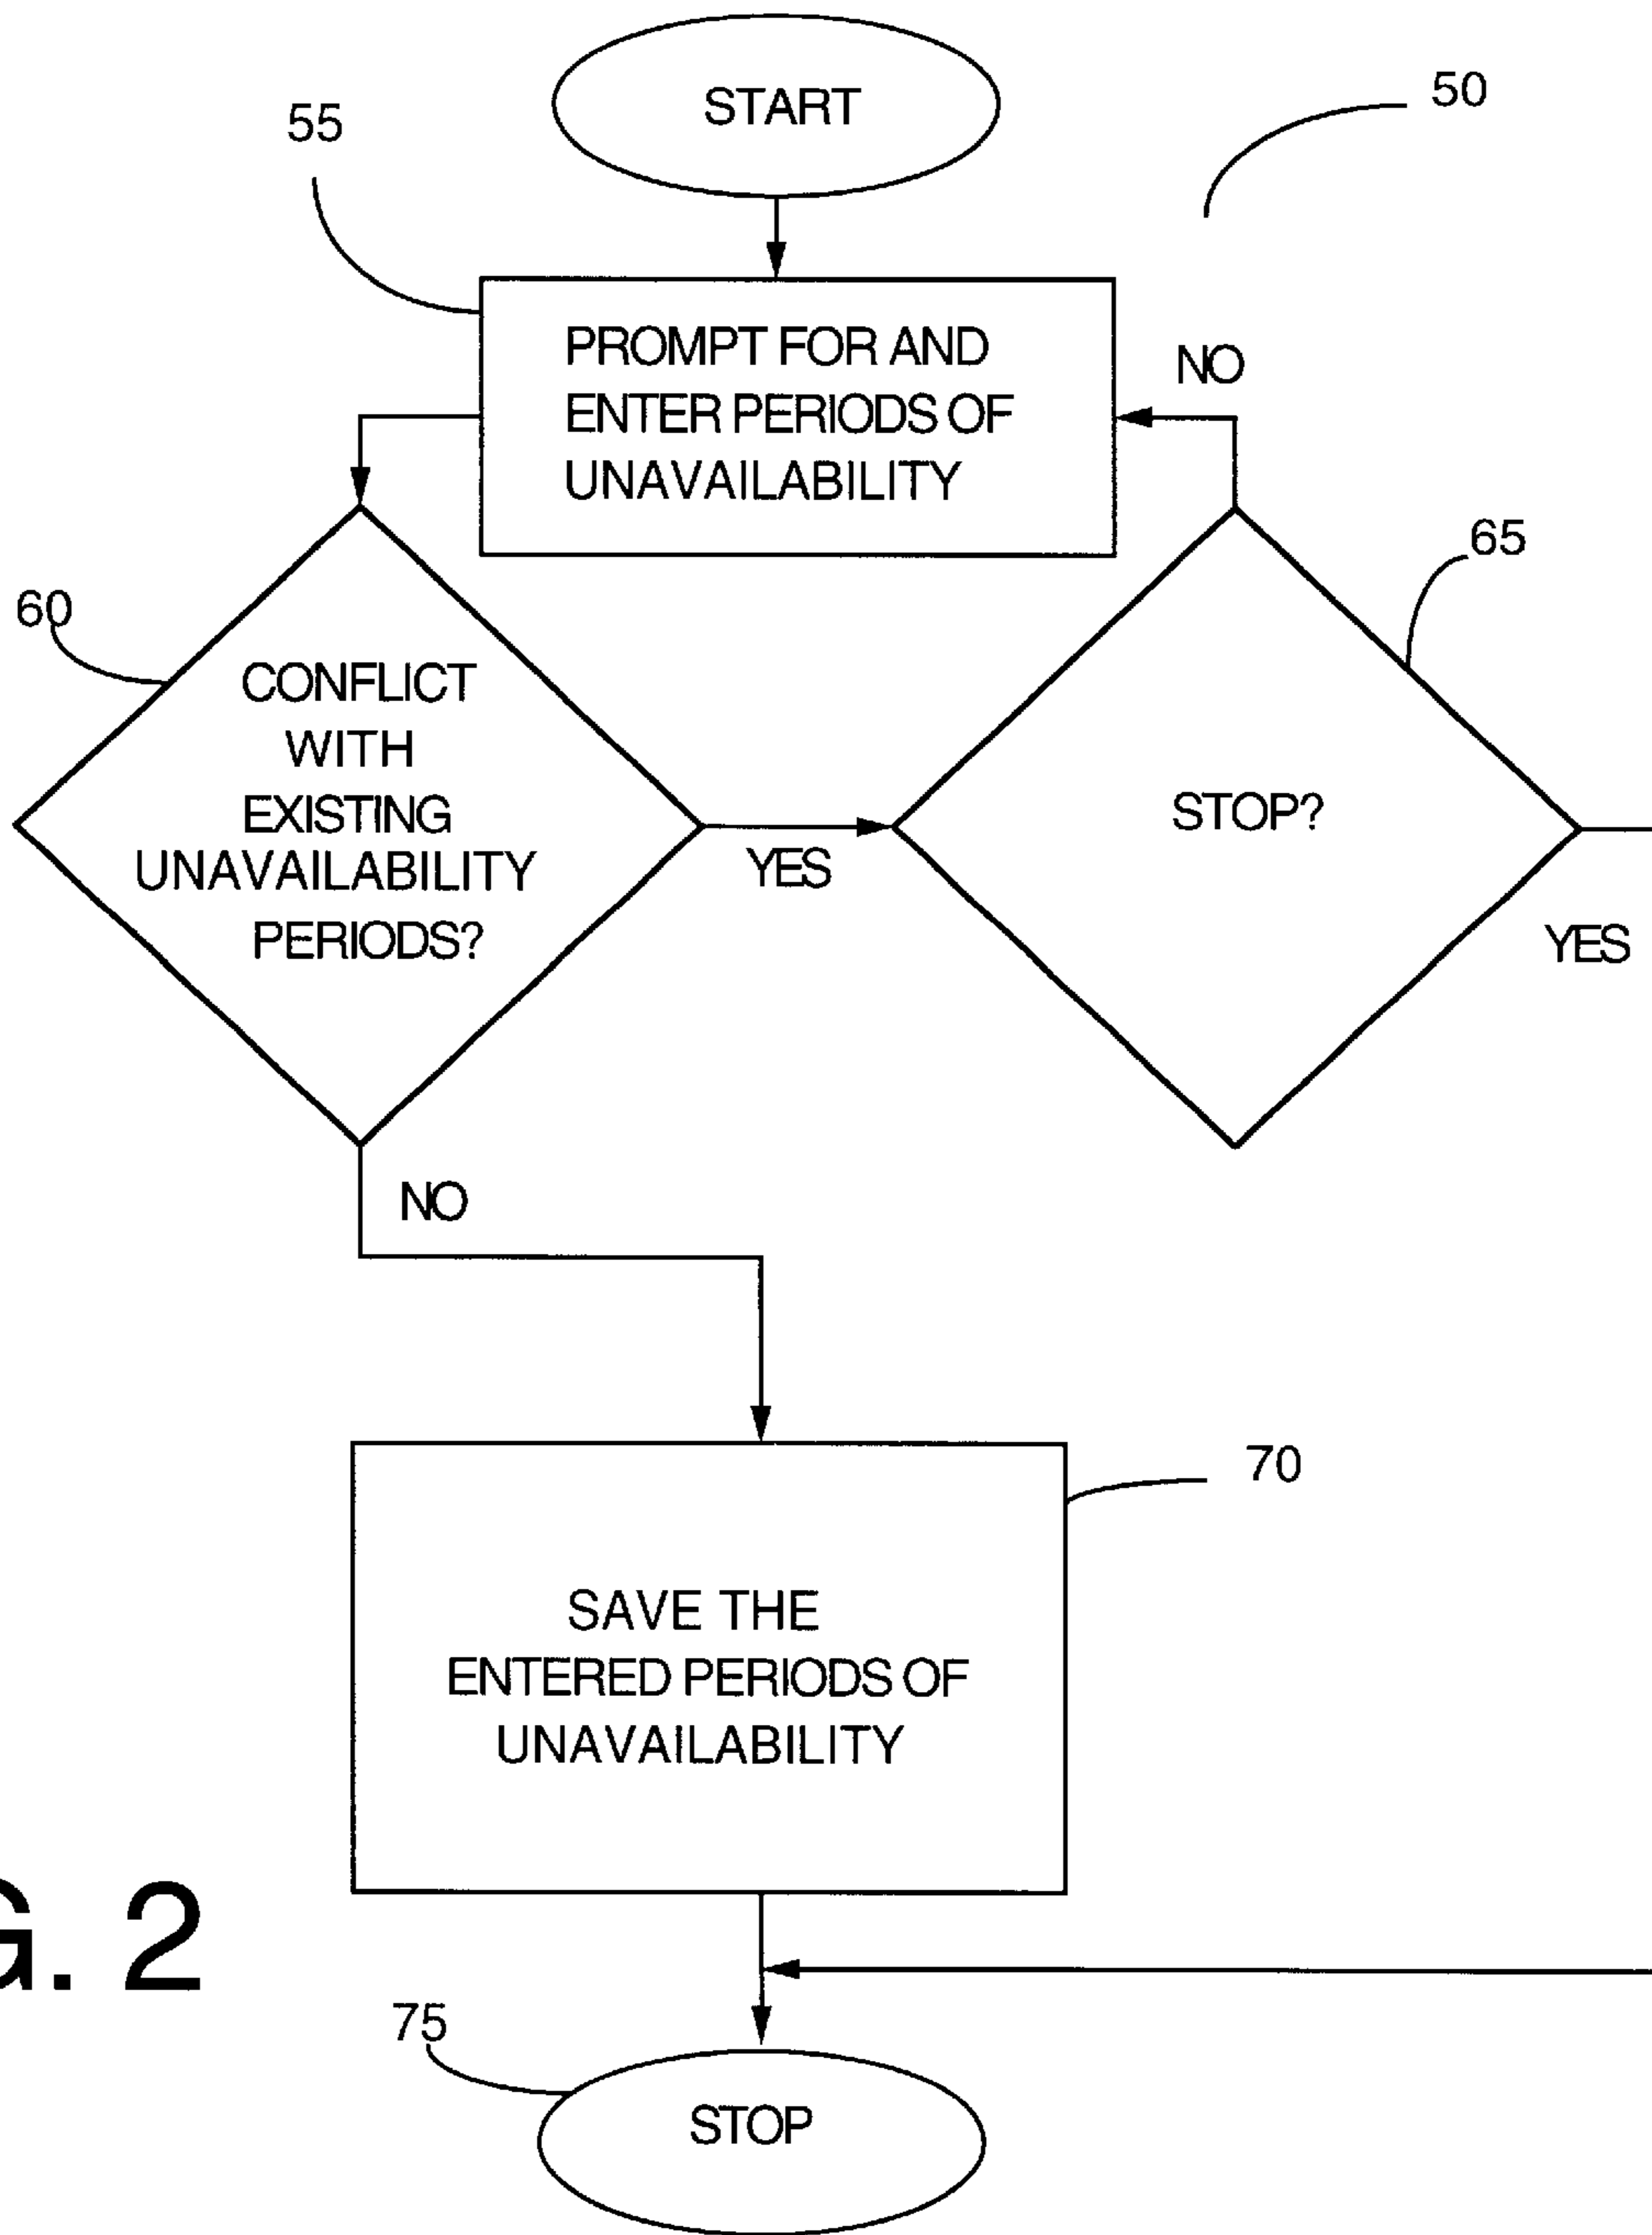 START
50
55
PROMPT FOR AND
ENTER PERIODS OF
UNAVAILABILITY
NO
65
60
CONFLICT
WITH
EXISTING
UNAVAILABILITY
PERIODS?
YES
STOP?
YES
NO
70
SAVE THE
ENTERED PERIODS OF
UNAVAILABILITY
G. 2
75
STOP